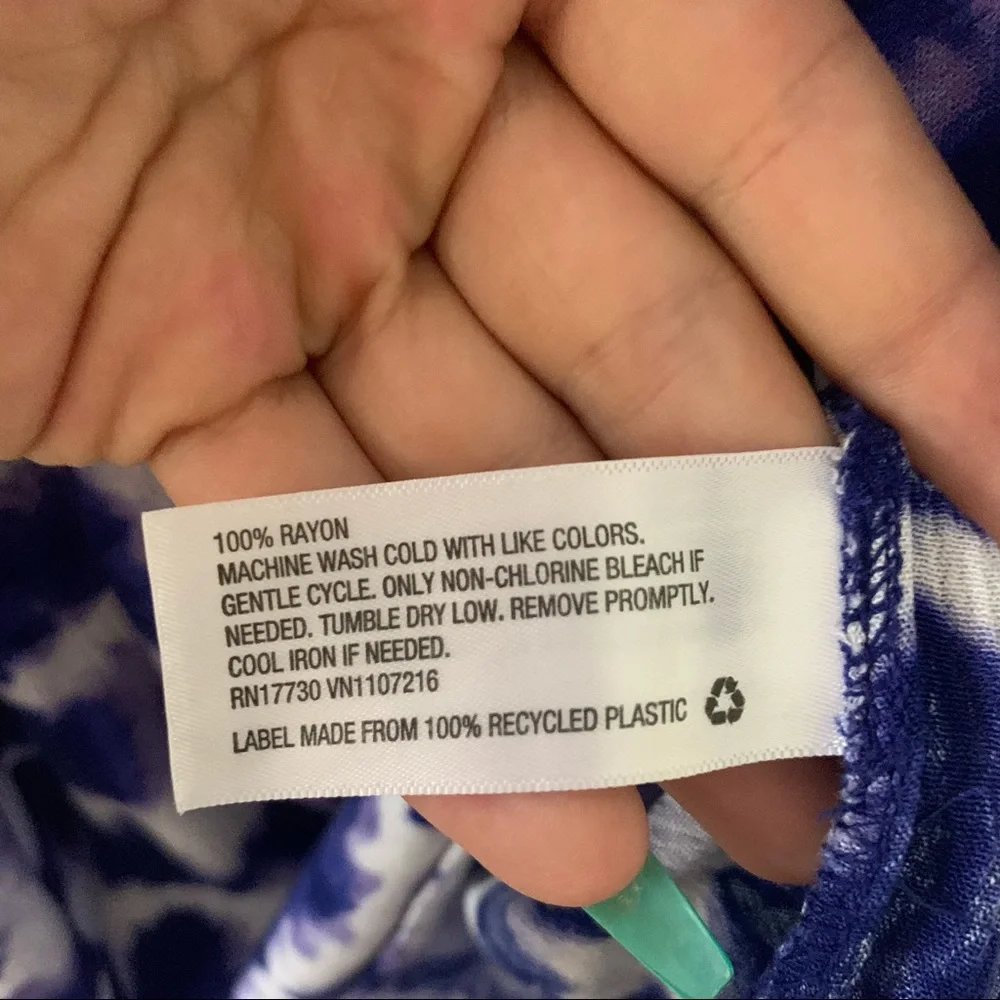 100% RAYON
MACHINE WASH COLD WITH LIKE COLORS.
GENTLE CYCLE. ONLY NON-CHLORINE BLEACH IF
NEEDED. TUMBLE DRY LOW. REMOVE PROMPTLY.
COOL IRON IF NEEDED.
RN17730 VN1107216
LABEL MADE FROM 100% RECYCLED PLASTIC